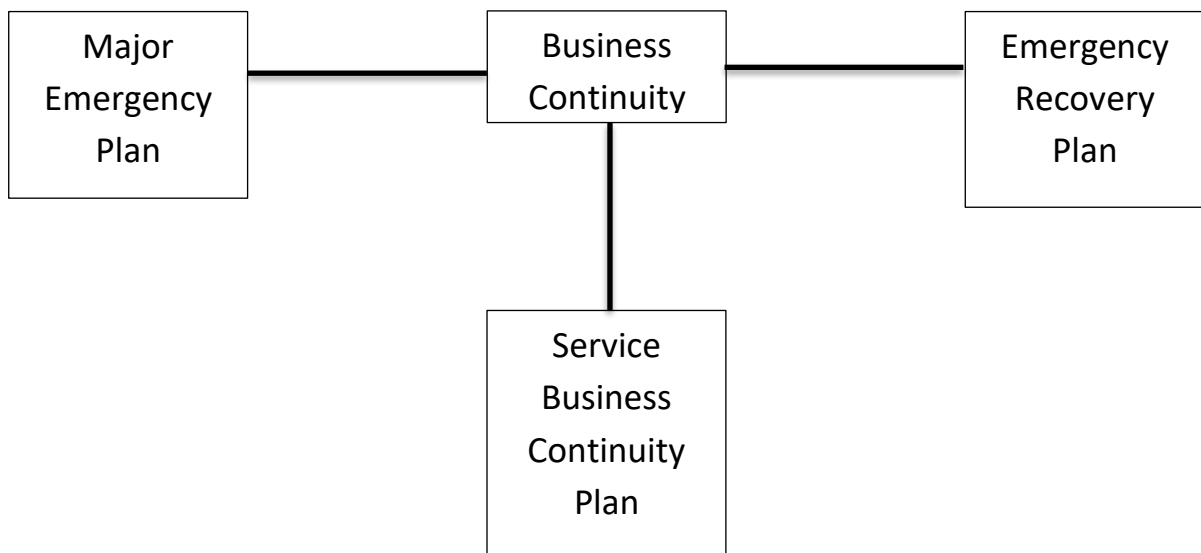 Major
Emergency
Plan
Business
Continuity
Emergency
Recovery
Plan
Service
Business
Continuity
Plan